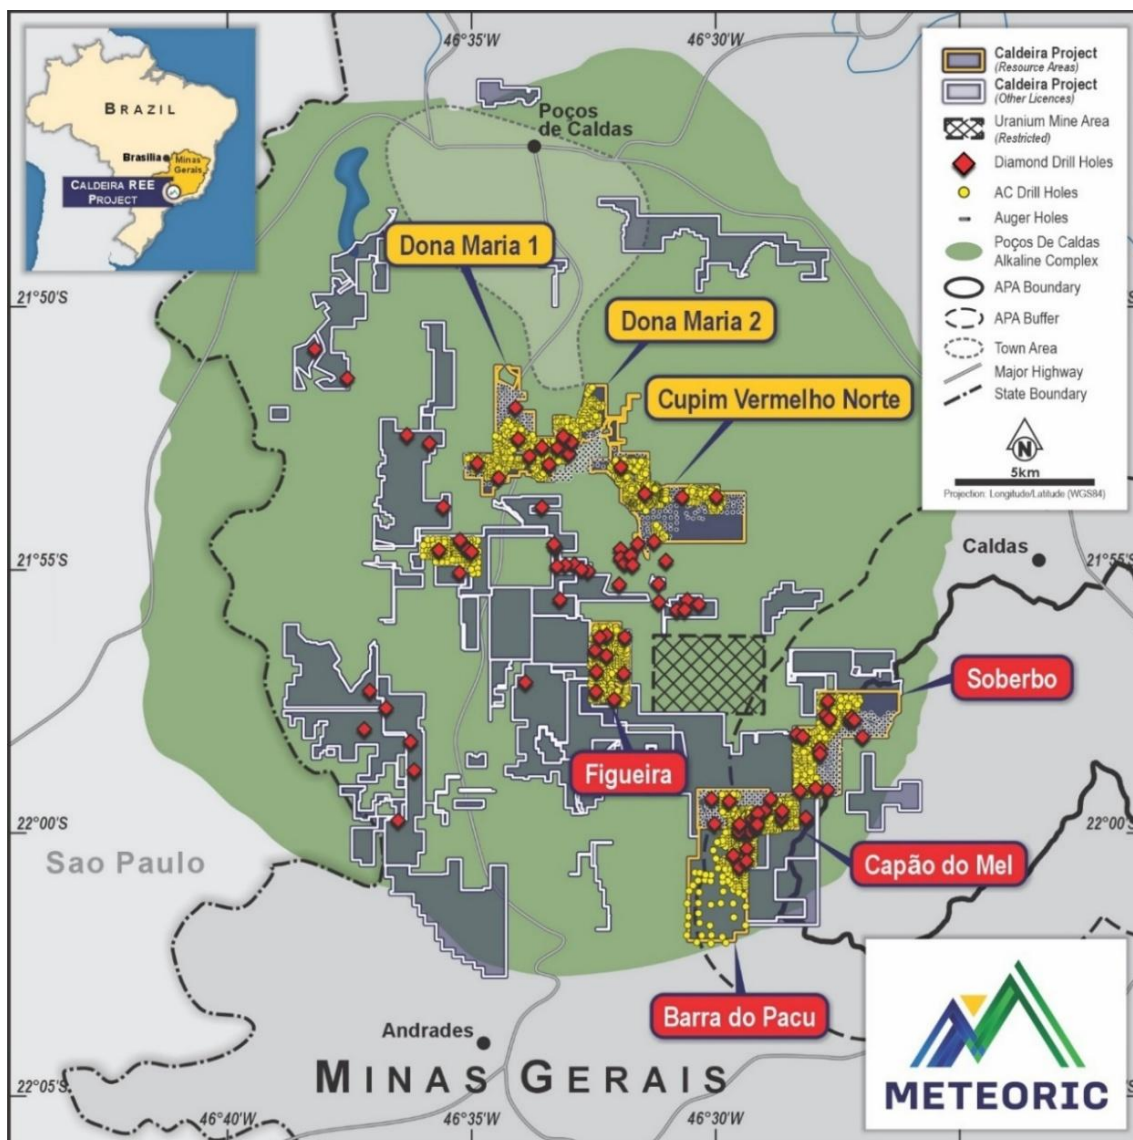 46°35'W
46°30'W
BRAZIL
Brasília
Minas
Gerais
CALDEIRA REE
PROJECT
Poços
de Caldas
Caldeira Project
(Resource Areas)
Caldeira Project
(Other Licences)
Uranium Mine Area
(Restricted)
Diamond Drill Holes
AC Drill Holes
Auger Holes
Poços De Caldas
Alkaline Complex
APA Boundary
APA Buffer
Town Area
Major Highway
State Boundary
N
5km
Projection: Longitude/Latitude (WGS84)
Dona Maria 1
21°50'S
Dona Maria 2
Cupim Vermelho Norte
Caldas
21°55'S
21°55'S
Soberbo
Figueira
22°00'S
22°00'S
Sao Paulo
Capão do Mel
Barra do Pacu
Andrades
MINAS GERAIS
22°05'S
46°40'W
46°35'W
46°30'W
METEORIC